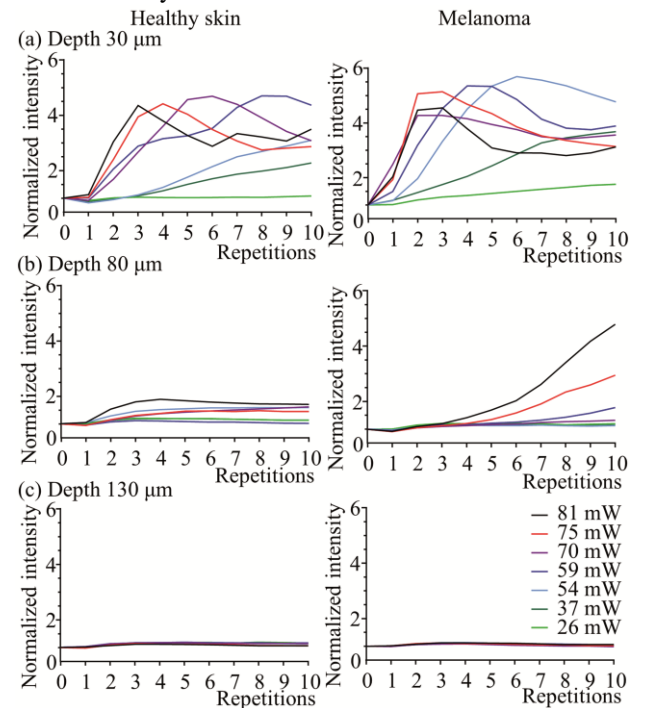 Healthy skin
Melanoma
(a) Depth 30 μm
Normalized intensity
6
4
2
0
0 1 2 3 4 5 6 7 8 9 10
Repetitions
Normalized intensity
6
4
2
0
0 1 2 3 4 5 6 7 8 9 10
Repetitions
(b) Depth 80 μm
Normalized intensity
6
4
2
0
0 1 2 3 4 5 6 7 8 9 10
Repetitions
Normalized intensity
6
4
2
0
0 1 2 3 4 5 6 7 8 9 10
Repetitions
(c) Depth 130 μm
Normalized intensity
6
4
2
0
0 1 2 3 4 5 6 7 8 9 10
Repetitions
Normalized intensity
6
4
2
0
0 1 2 3 4 5 6 7 8 9 10
Repetitions
81 mW
75 mW
70 mW
59 mW
54 mW
37 mW
26 mW